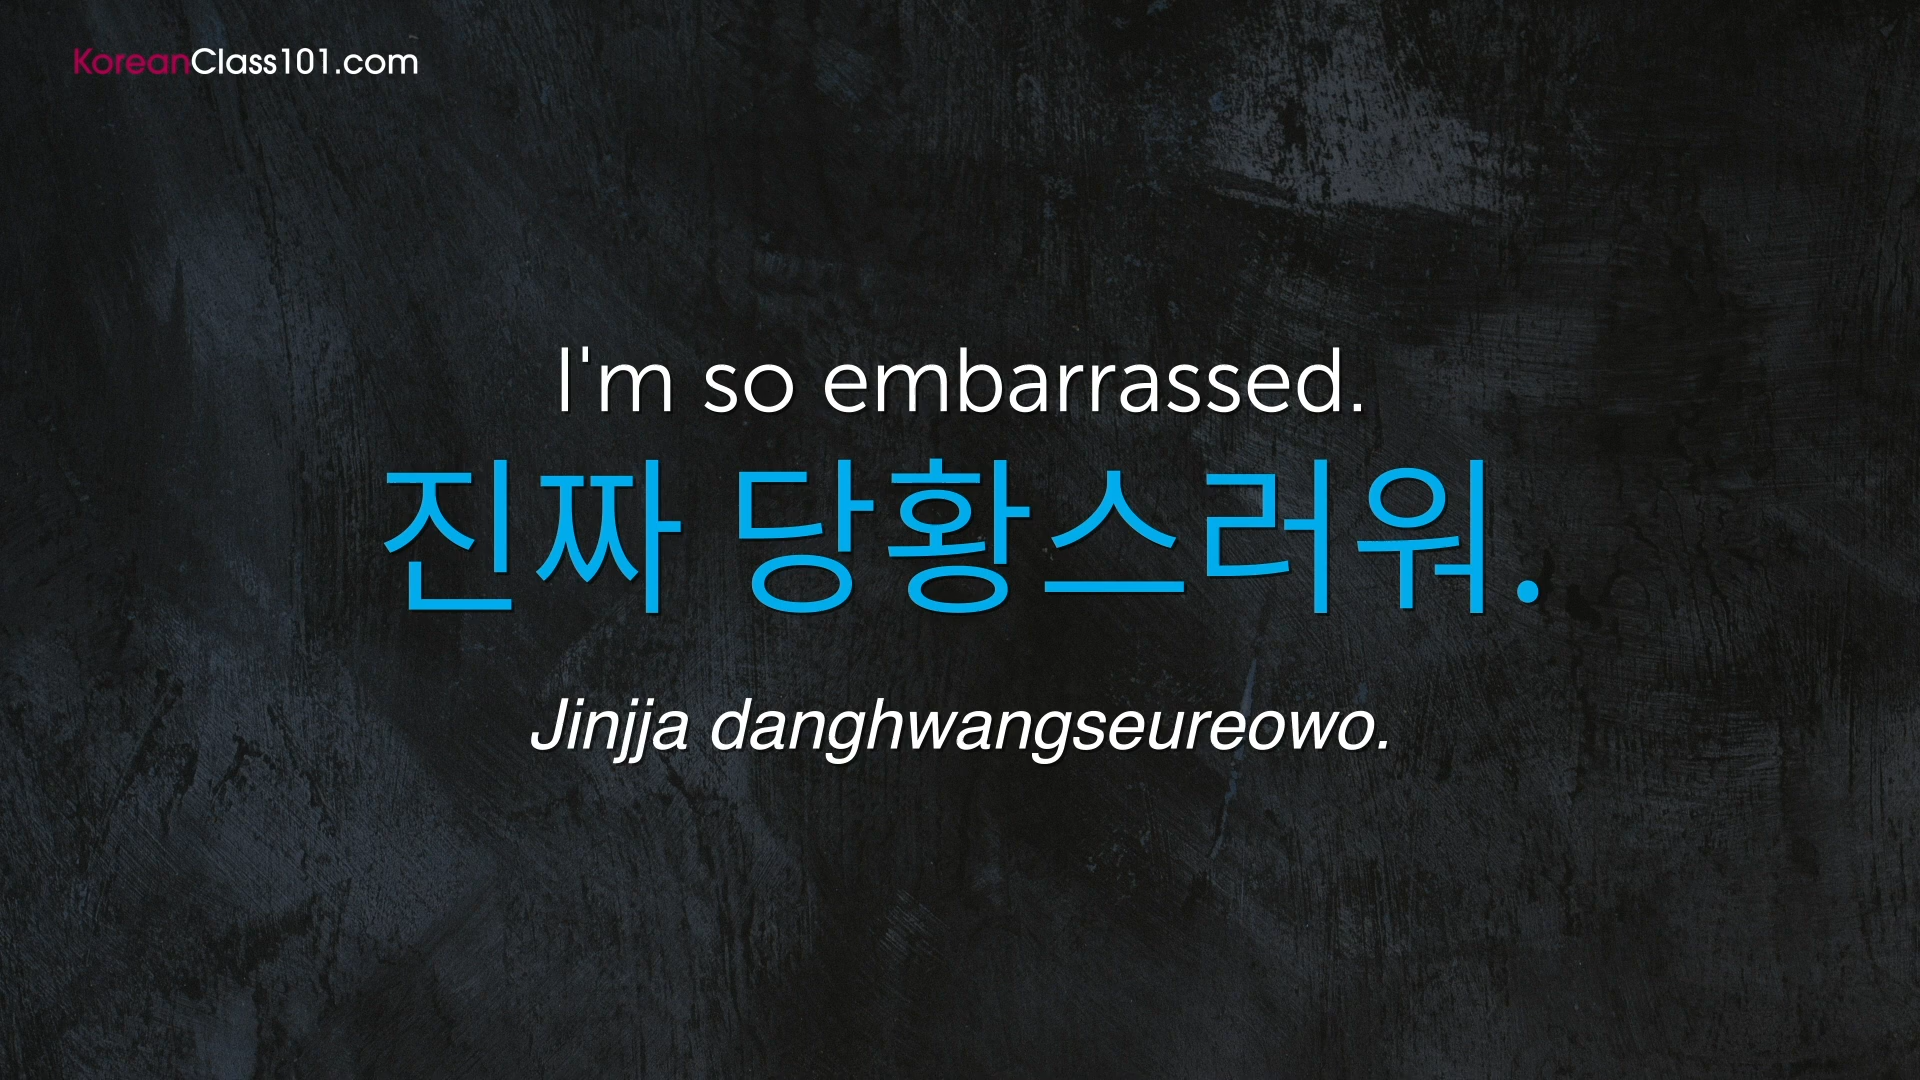 KoreanClass101.com
I'm so embarrassed.
진짜 당황스러워.
Jinjja danghwangseureowo.